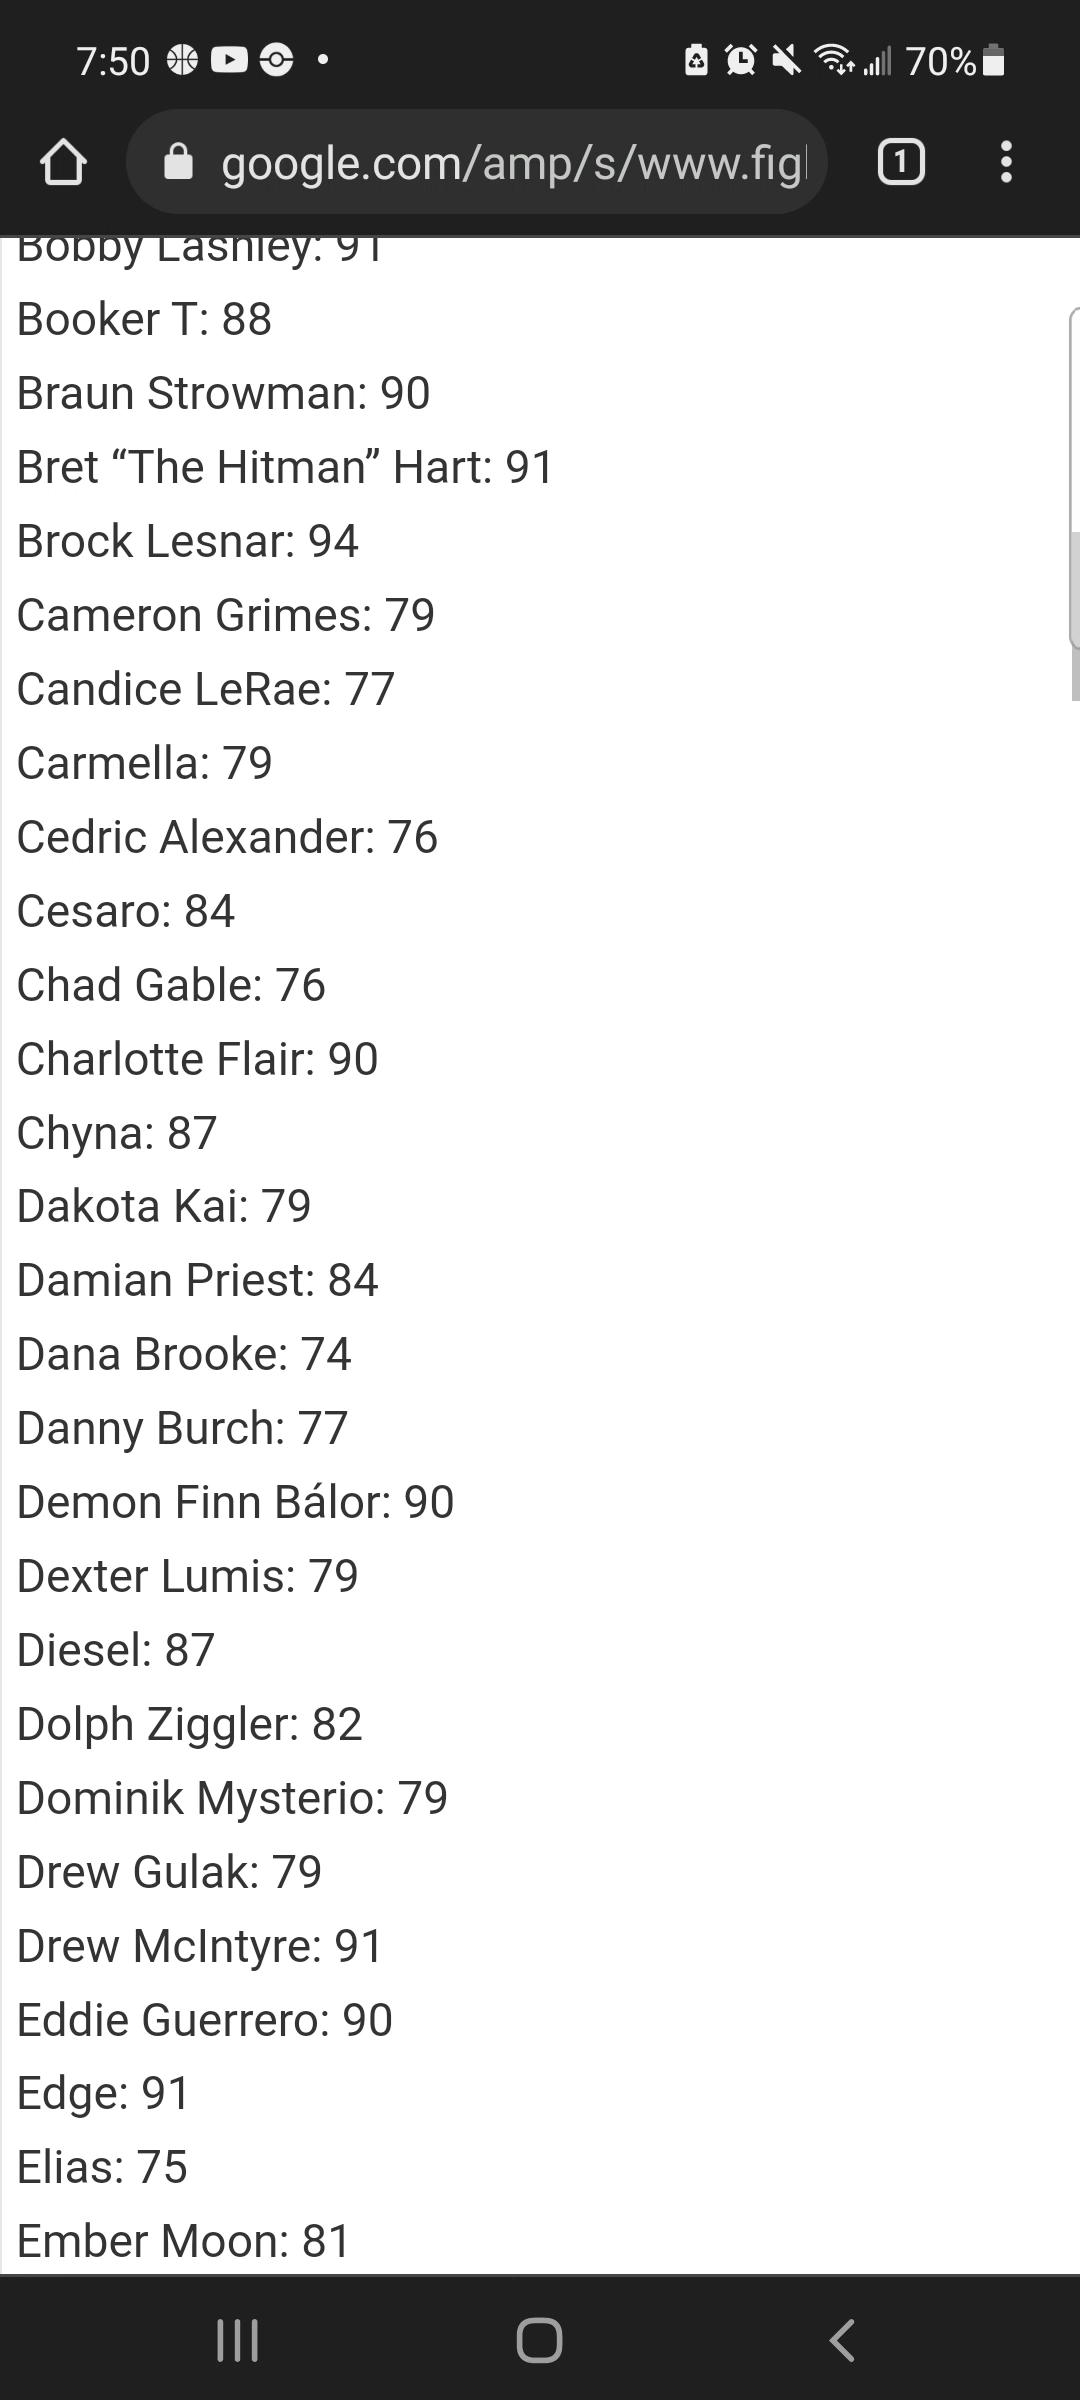 7:50 70%
google.com/amp/s/www.fig
1
Bobby Lashley: 91
Booker T: 88
Braun Strowman: 90
Bret “The Hitman” Hart: 91
Brock Lesnar: 94
Cameron Grimes: 79
Candice LeRae: 77
Carmella: 79
Cedric Alexander: 76
Cesaro: 84
Chad Gable: 76
Charlotte Flair: 90
Chyna: 87
Dakota Kai: 79
Damian Priest: 84
Dana Brooke: 74
Danny Burch: 77
Demon Finn Bálor: 90
Dexter Lumis: 79
Diesel: 87
Dolph Ziggler: 82
Dominik Mysterio: 79
Drew Gulak: 79
Drew McIntyre: 91
Eddie Guerrero: 90
Edge: 91
Elias: 75
Ember Moon: 81